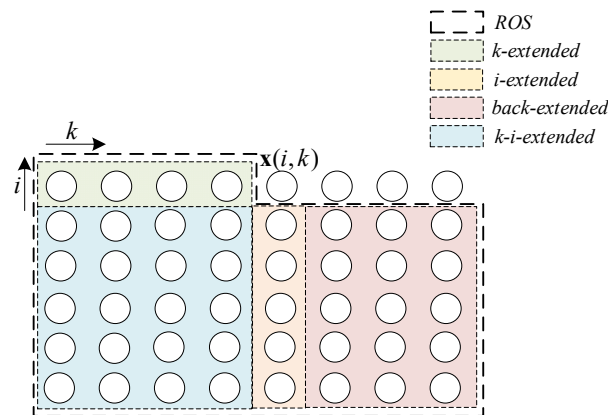 ROS
k-extended
i-extended
back-extended
k-i-extended
k
x(i, k)
i